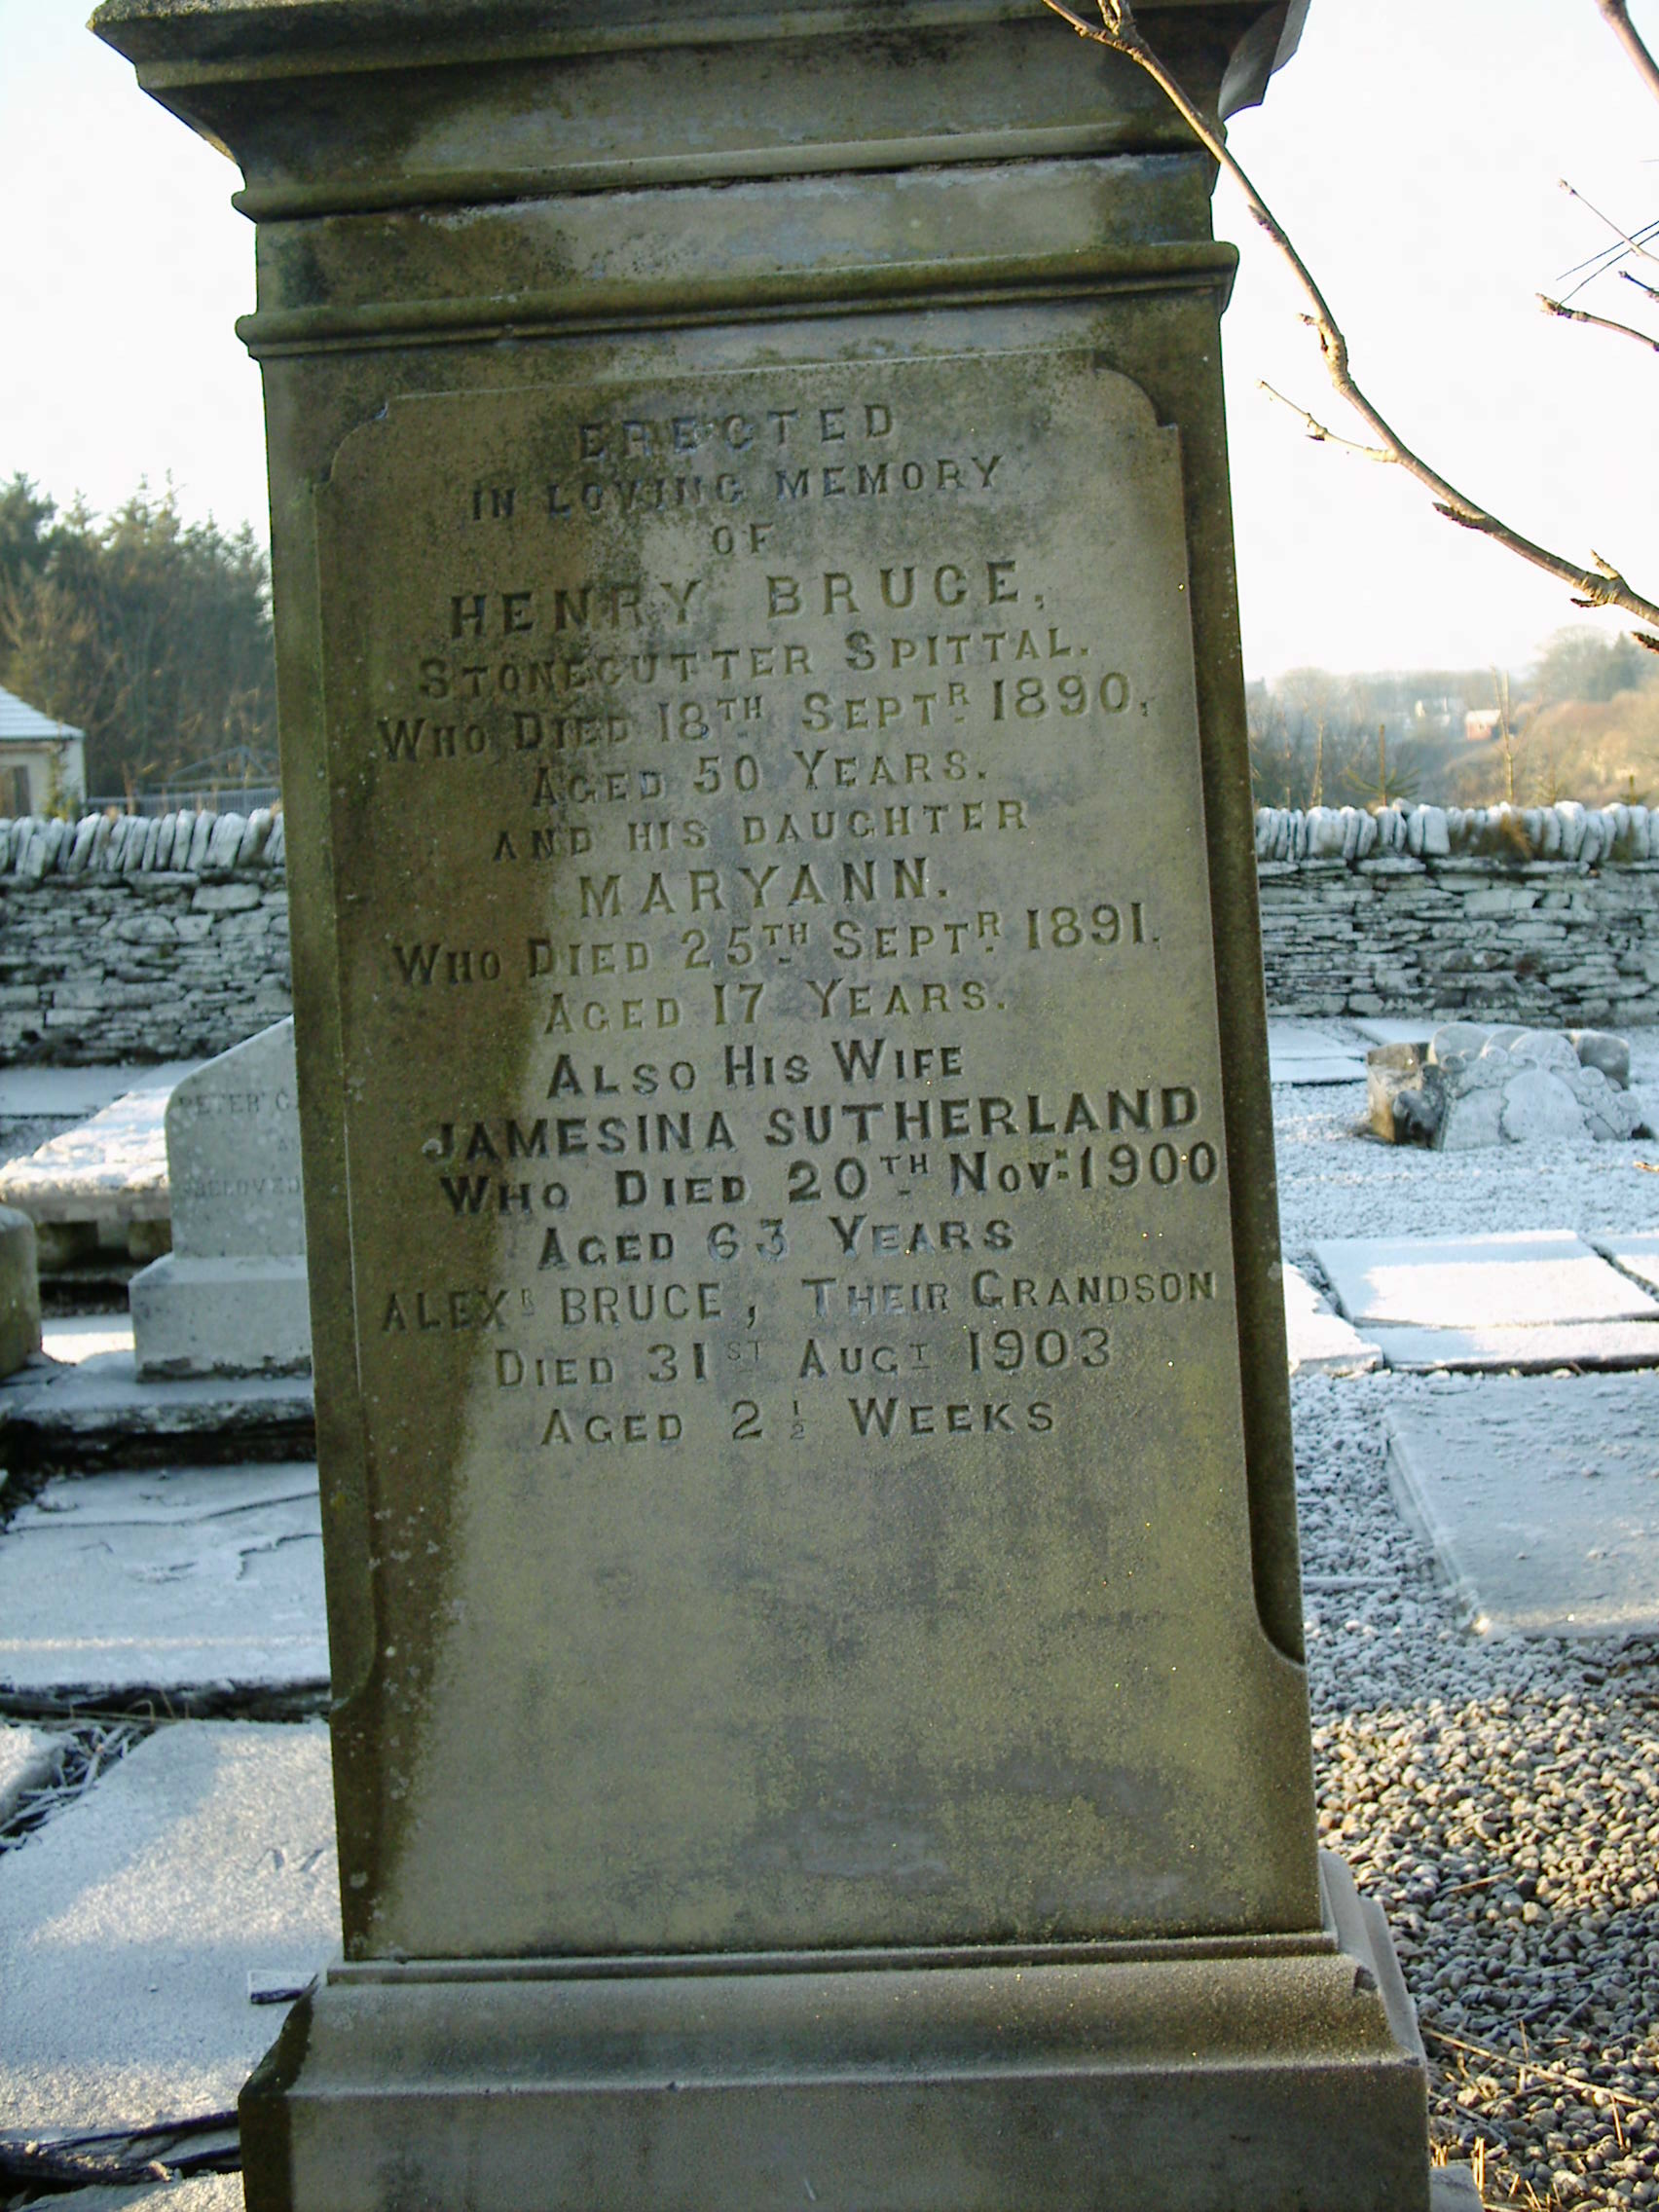 ERECTED
IN LOVING MEMORY
OF
HENRY BRUCE,
STONECUTTER SPITTAL.
WHO DIED 18TH SEPTR 1890,
AGED 50 YEARS.
AND HIS DAUGHTER
MARYANN.
WHO DIED 25TH SEPTR 1891.
AGED 17 YEARS.
ALSO HIS WIFE
JAMESINA SUTHERLAND
WHO DIED 20TH NOVR 1900
AGED 63 YEARS
ALEXR BRUCE, THEIR GRANDSON
DIED 31ST AUGT 1903
AGED 2 1/2 WEEKS
PETER
BELOVED